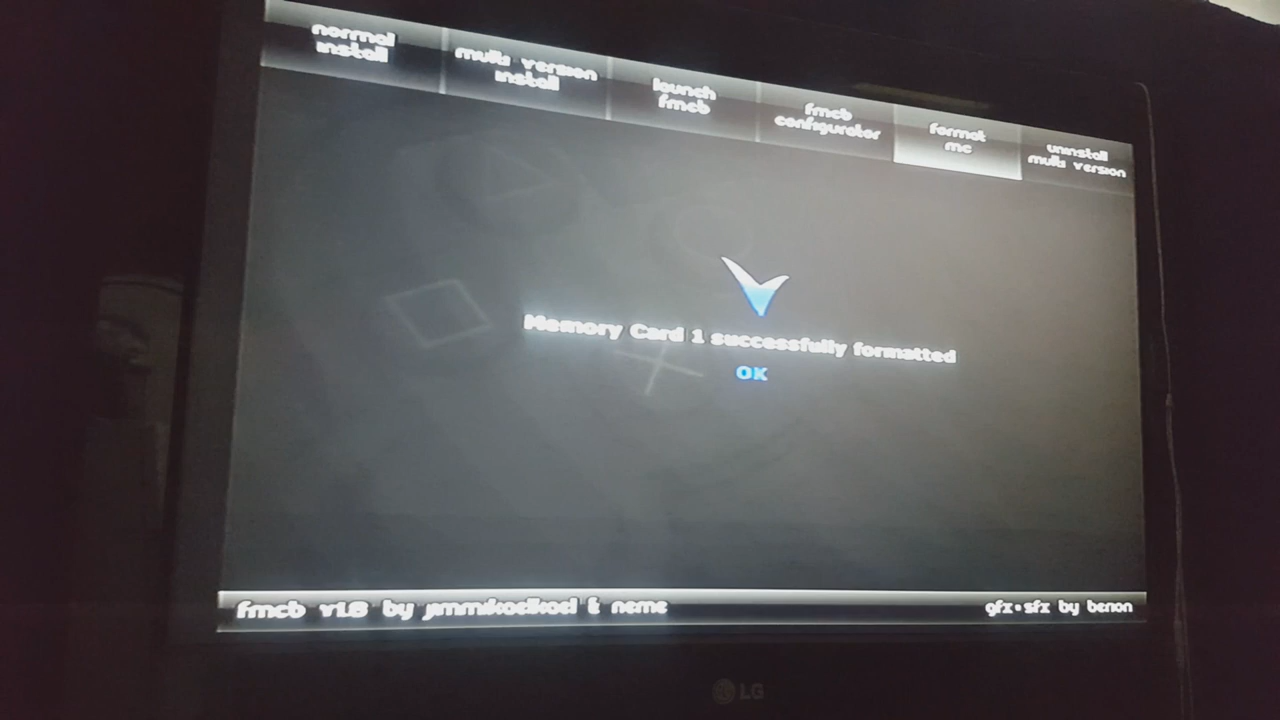 normal
install
multi version
install
launch
fmcb
fmcb
configurator
format
mc
uninstall
multi version
Memory Card 1 successfully formatted
OK
fmcb v1.8 by jimmikaelkael & neme
gfx • sfx by benon
LG